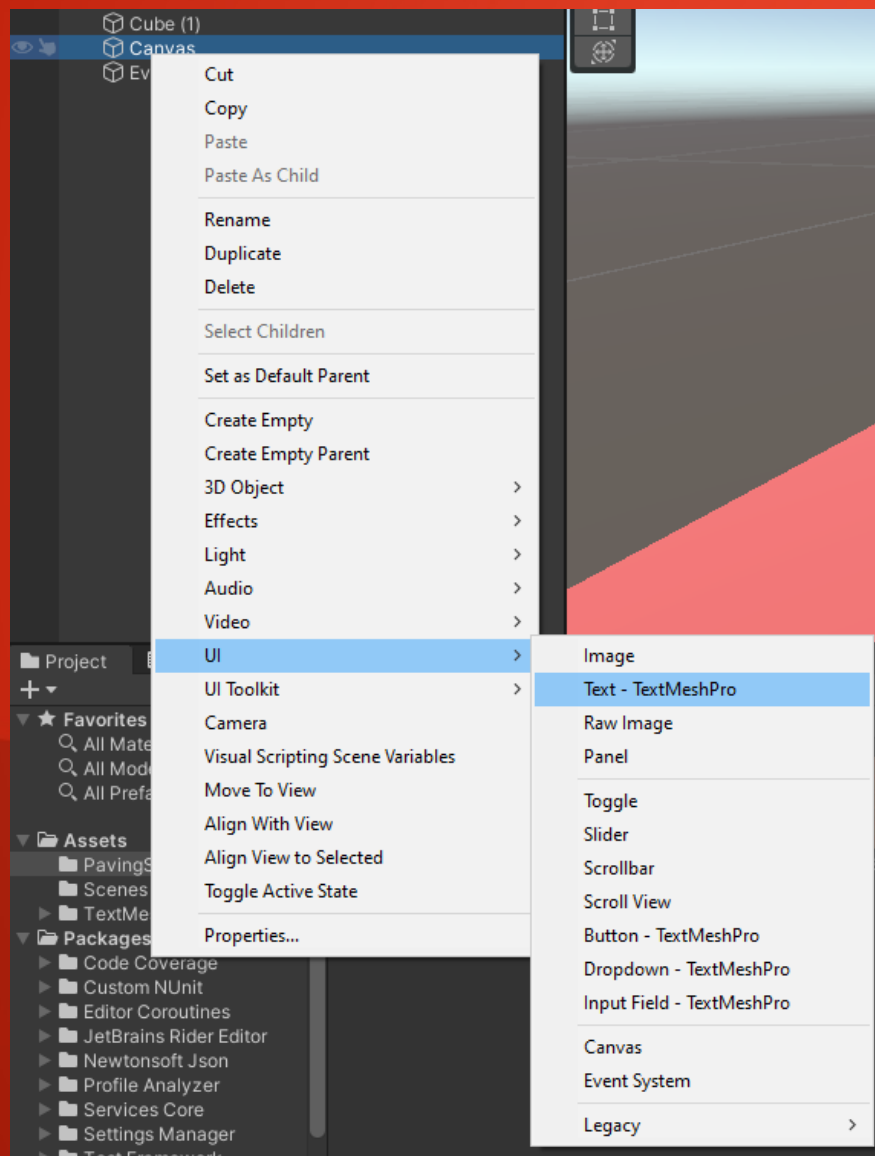 Cube (1)
Canvas
Ev
Cut
Copy
Paste
Paste As Child
Rename
Duplicate
Delete
Select Children
Set as Default Parent
Create Empty
Create Empty Parent
3D Object
Effects
Light
Audio
Video
UI
UI Toolkit
Camera
Visual Scripting Scene Variables
Move To View
Align With View
Align View to Selected
Toggle Active State
Properties...
Image
Text - TextMeshPro
Raw Image
Panel
Toggle
Slider
Scrollbar
Scroll View
Button - TextMeshPro
Dropdown - TextMeshPro
Input Field - TextMeshPro
Canvas
Event System
Legacy
Project
Favorites
All Mate
All Mod
All Prefa
Assets
PavingS
Scenes
TextMe
Packages
Code Coverage
Custom NUnit
Editor Coroutines
JetBrains Rider Editor
Newtonsoft Json
Profile Analyzer
Services Core
Settings Manager
Test Framework